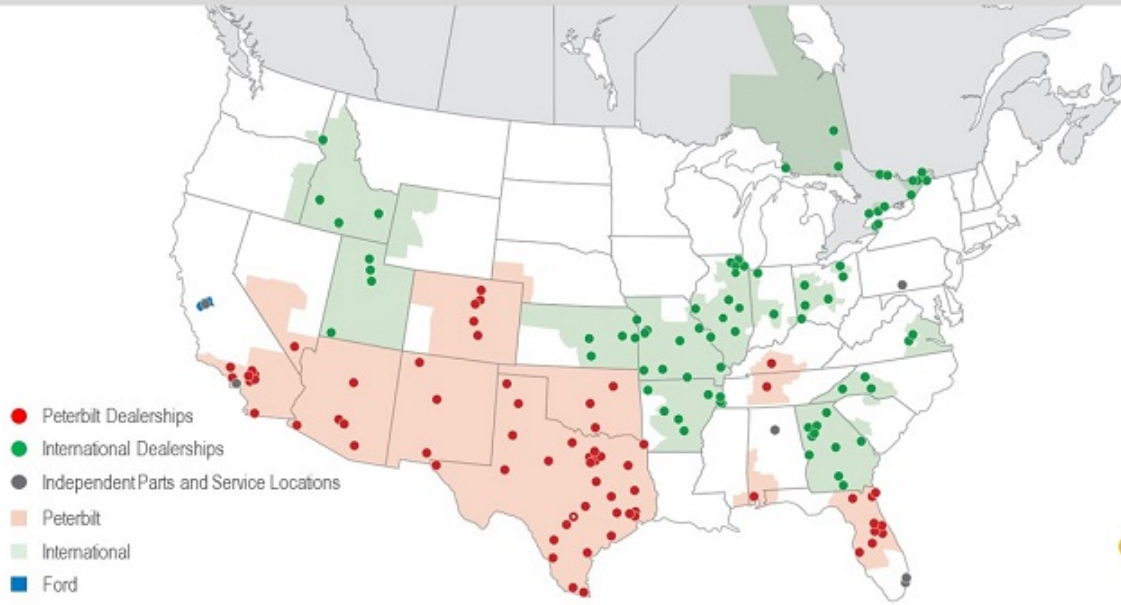 Peterbilt Dealerships
International Dealerships
Independent Parts and Service Locations
Peterbilt
International
Ford